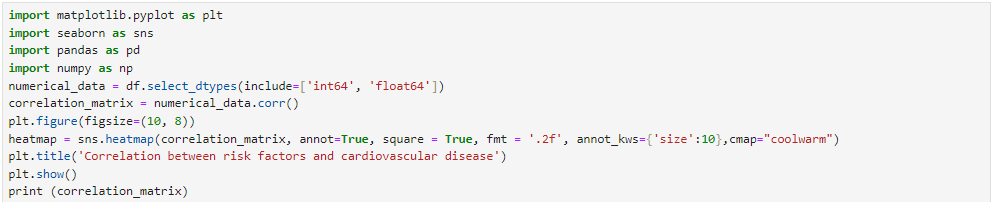 import matplotlib.pyplot as plt
import seaborn as sns
import pandas as pd
import numpy as np
numerical_data = df.select_dtypes(include=['int64', 'float64'])
correlation_matrix = numerical_data.corr()
plt.figure(figsize=(10, 8))
heatmap = sns.heatmap(correlation_matrix, annot=True, square = True, fmt = '.2f', annot_kws={'size':10},cmap="coolwarm")
plt.title('Correlation between risk factors and cardiovascular disease')
plt.show()
print (correlation_matrix)